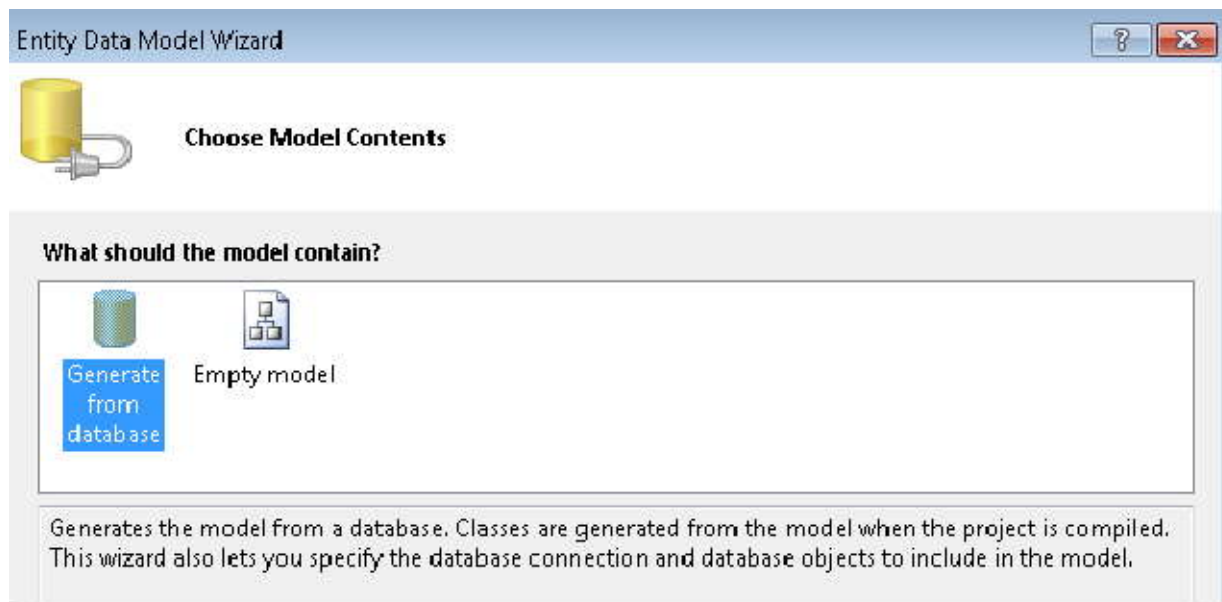 Entity Data Model Wizard
?
Choose Model Contents
What should the model contain?
Generate
from
database
Empty model
Generates the model from a database. Classes are generated from the model when the project is compiled.
This wizard also lets you specify the database connection and database objects to include in the model.